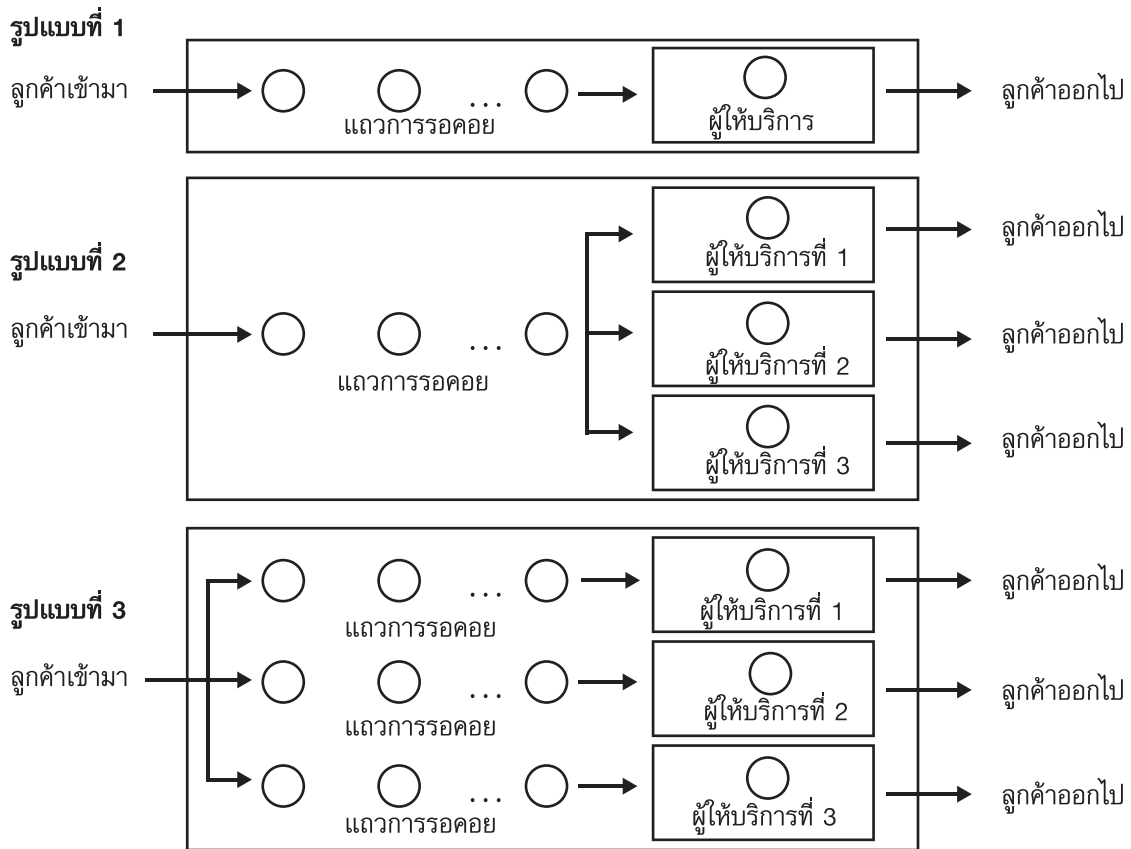 รูปแบบที่ 1
ลูกค้าเข้ามา
...
แถวการรอคอย
ผู้ให้บริการ
ลูกค้าออกไป
รูปแบบที่ 2
ลูกค้าเข้ามา
...
แถวการรอคอย
ผู้ให้บริการที่ 1
ลูกค้าออกไป
ผู้ให้บริการที่ 2
ลูกค้าออกไป
ผู้ให้บริการที่ 3
ลูกค้าออกไป
รูปแบบที่ 3
ลูกค้าเข้ามา
...
แถวการรอคอย
ผู้ให้บริการที่ 1
ลูกค้าออกไป
...
แถวการรอคอย
ผู้ให้บริการที่ 2
ลูกค้าออกไป
...
แถวการรอคอย
ผู้ให้บริการที่ 3
ลูกค้าออกไป